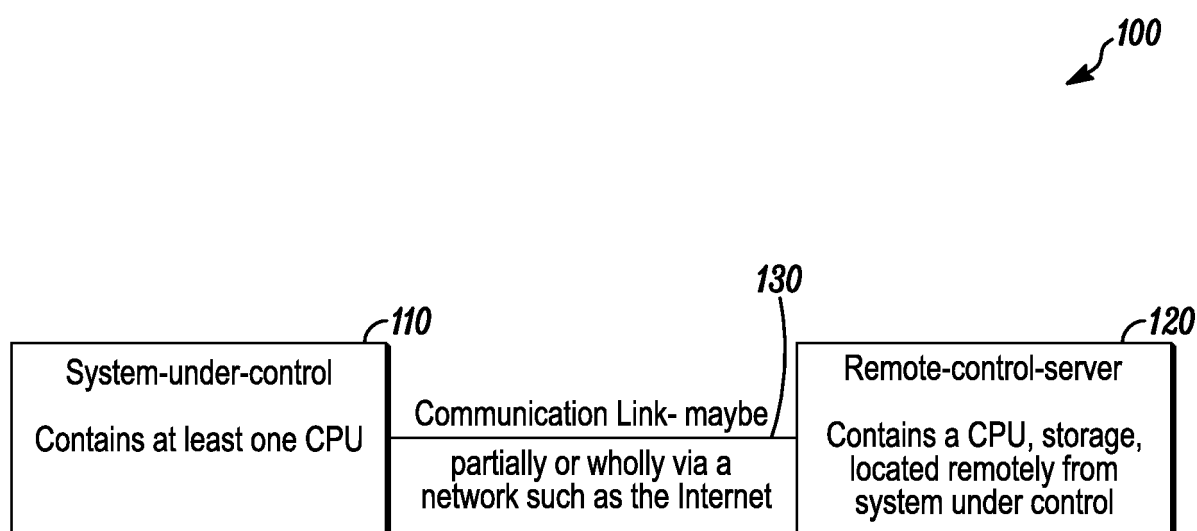 100
130
110
120
System-under-control
Contains at least one CPU
Communication Link- maybe
partially or wholly via a
network such as the Internet
Remote-control-server
Contains a CPU, storage,
located remotely from
system under control